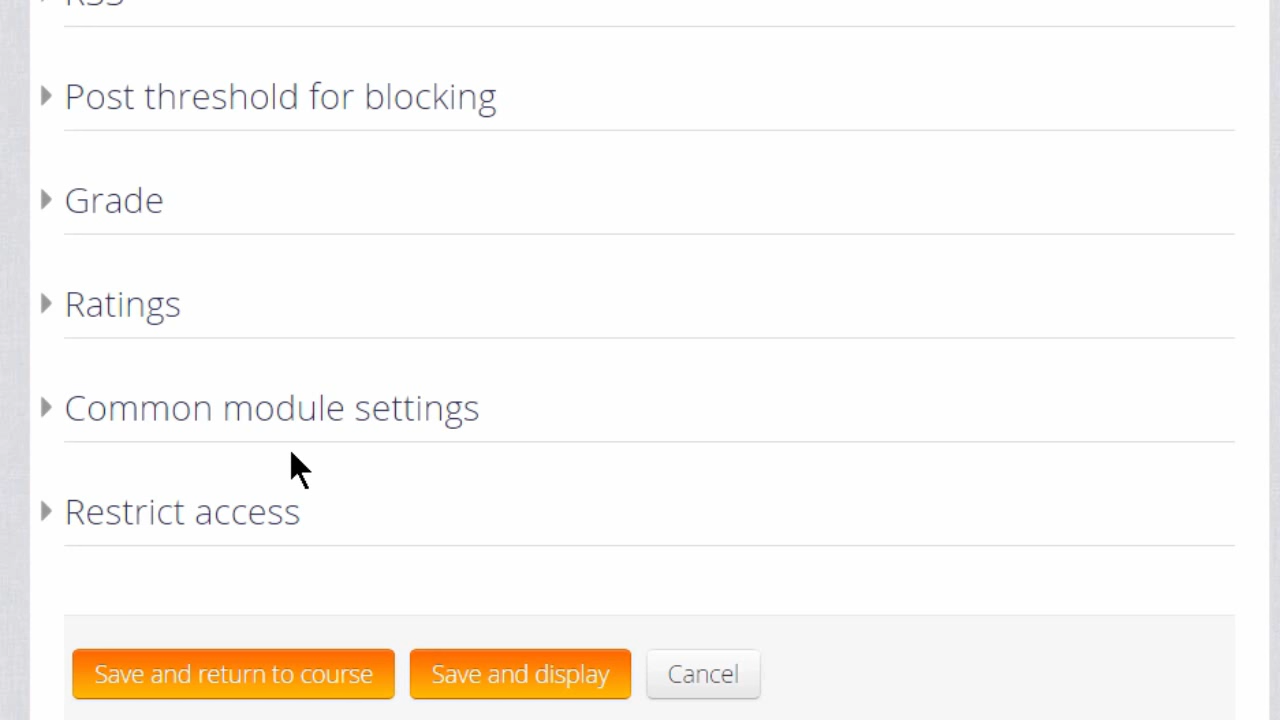 RSS
Post threshold for blocking
Grade
Ratings
Common module settings
Restrict access
Save and return to course Save and display Cancel